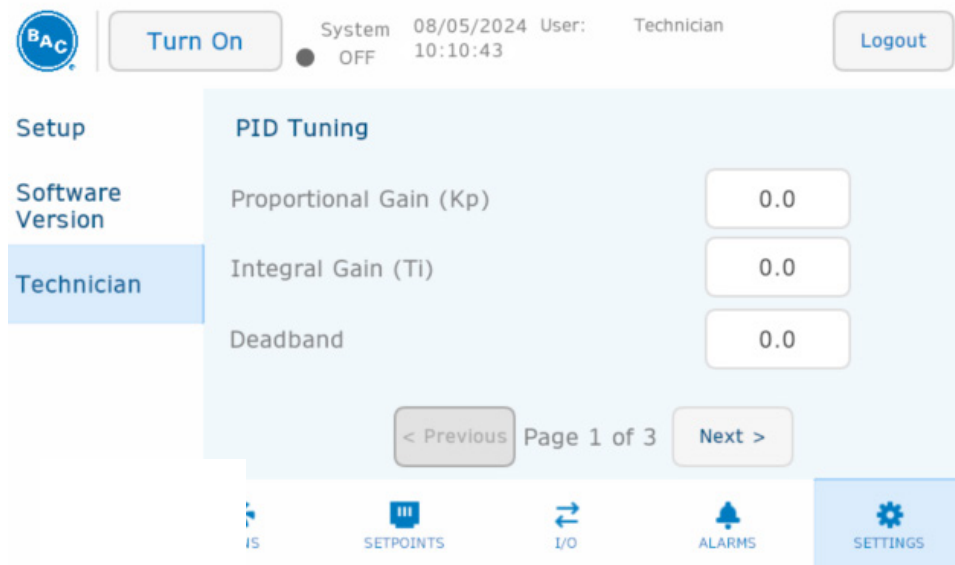 BAC
Turn On
System
OFF
08/05/2024 User: Technician
10:10:43
Logout
Setup
Software
Version
Technician
PID Tuning
Proportional Gain (Kp) 0.0
Integral Gain (Ti) 0.0
Deadband 0.0
< Previous Page 1 of 3 Next >
SETPOINTS I/O ALARMS SETTINGS